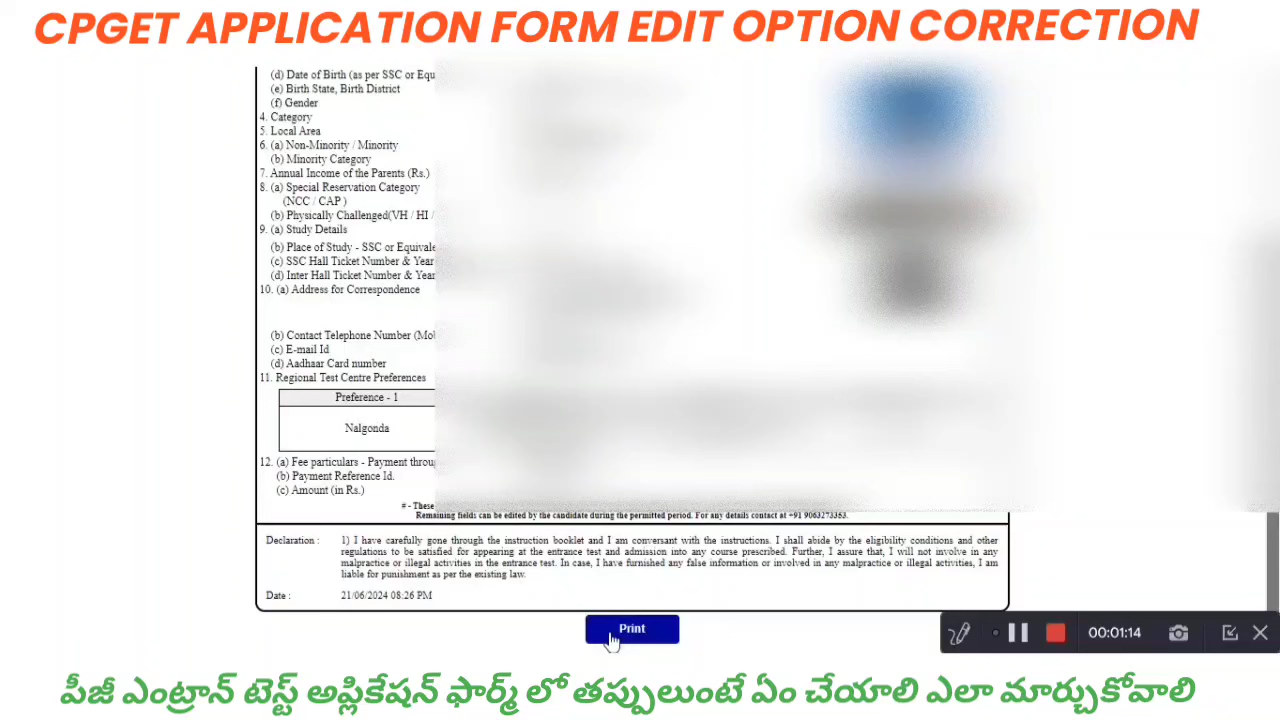 CPGET APPLICATION FORM EDIT OPTION CORRECTION
(d) Date of Birth (as per SSC or Equ
(e) Birth State, Birth District
(f) Gender
4. Category
5. Local Area
6. (a) Non-Minority / Minority
(b) Minority Category
7. Annual Income of the Parents (Rs.)
8. (a) Special Reservation Category
(NCC / CAP )
(b) Physically Challenged(VH / HI /
9. (a) Study Details
(b) Place of Study - SSC or Equivale
(c) SSC Hall Ticket Number & Year
(d) Inter Hall Ticket Number & Year
10. (a) Address for Correspondence
(b) Contact Telephone Number (Mo
(c) E-mail Id
(d) Aadhaar Card number
11. Regional Test Centre Preferences
Preference - 1
Nalgonda
12. (a) Fee particulars - Payment throu
(b) Payment Reference Id.
(c) Amount (in Rs.)
# - These
Remaining fields can be edited by the candidate during the permitted period. For any details contact at +91 9063273363.
Declaration : 1) I have carefully gone through the instruction booklet and I am conversant with the instructions. I shall abide by the eligibility conditions and other
regulations to be satisfied for appearing at the entrance test and admission into any course prescribed. Further, I assure that, I will not involve in any
malpractice or illegal activities in the entrance test. In case, I have furnished any false information or involved in any malpractice or illegal activities, I am
liable for punishment as per the existing law.
Date : 21/06/2024 08:26 PM
Print
00:01:14
పీజీ ఎంట్రాన్ టెస్ట్ అప్లికేషన్ ఫార్మ్ లో తప్పులుంటే ఏం చేయాలి ఎలా మార్చుకోవాలి